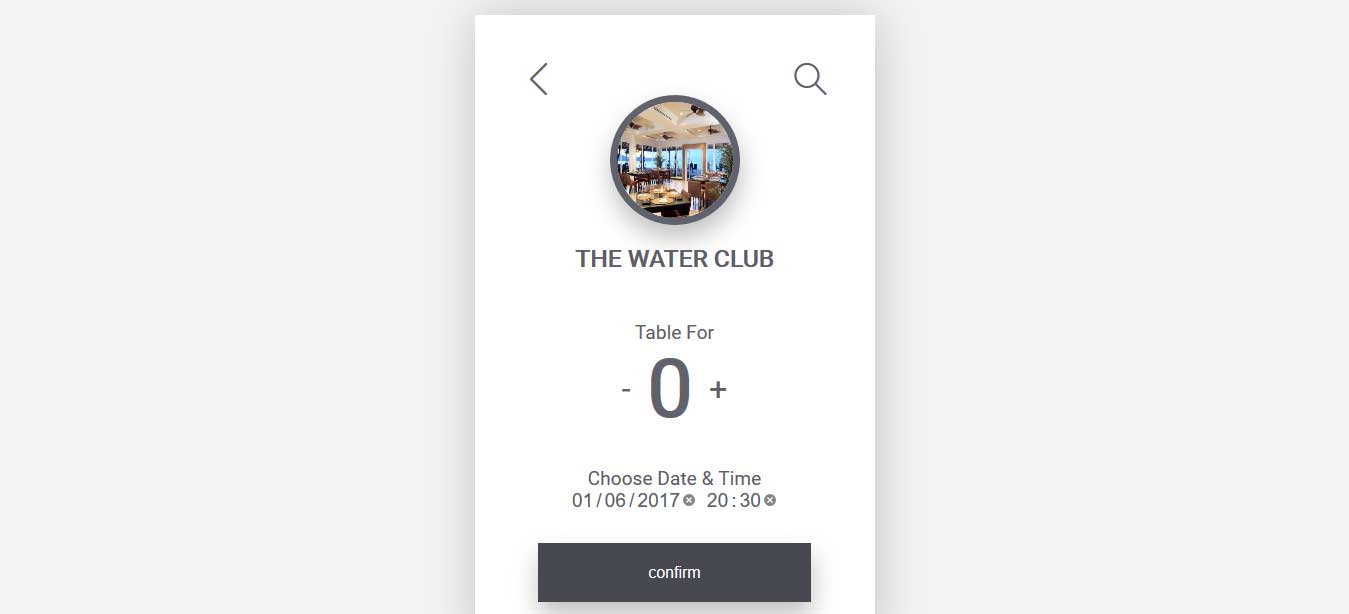 THE WATER CLUB
Table For
- 0 +
Choose Date & Time
01/06/2017 20:30
confirm